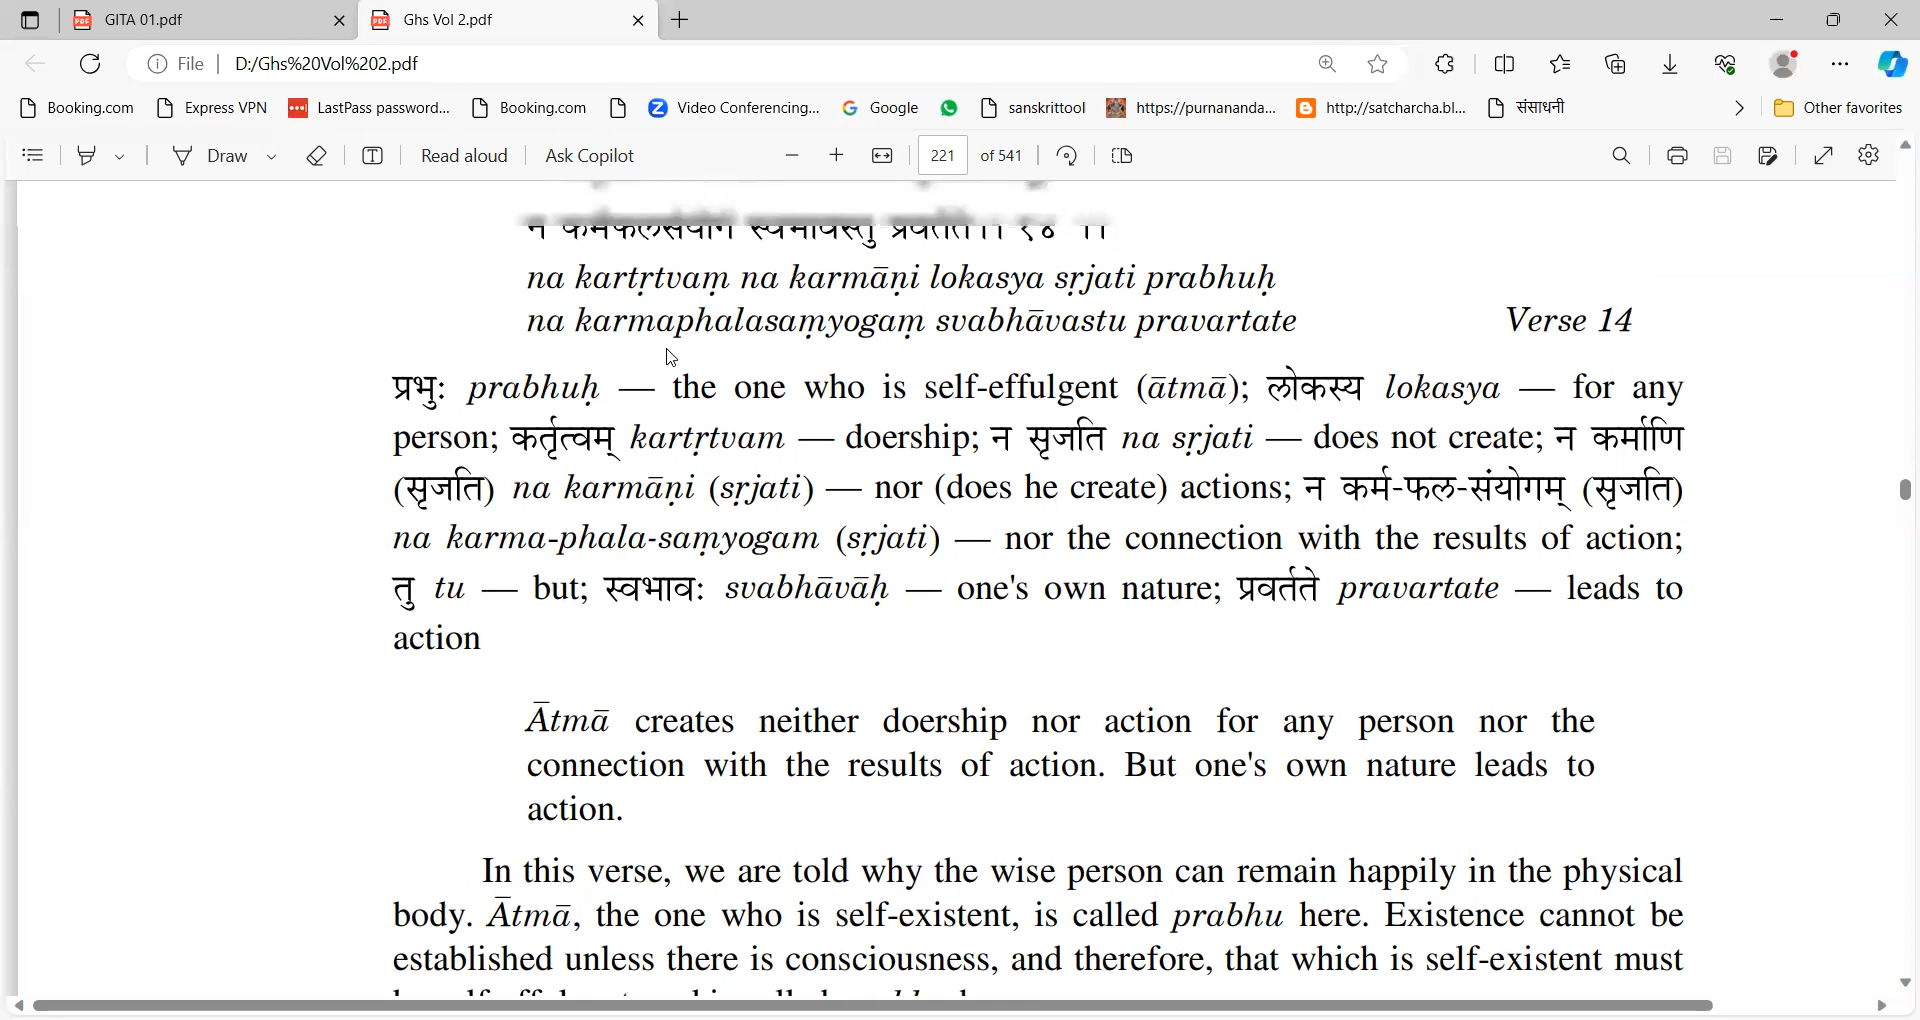 GITA 01.pdf
Ghs Vol 2.pdf
File | D:/Ghs%20Vol%202.pdf
Booking.com Express VPN LastPass password... Booking.com Video Conferencing... Google sanskrittool https://purnananda... http://satcharcha.bl... संसाधनी Other favorites
Draw Read aloud Ask Copilot 221 of 541
न कर्मफलसंयोगं स्वभावस्तु प्रवर्तते।। १४ ।।
na kartṛtvaṃ na karmāṇi lokasya sṛjati prabhuḥ
na karmaphalasaṃyogaṃ svabhāvastu pravartate Verse 14
प्रभुः prabhuḥ — the one who is self-effulgent (ātmā); लोकस्य lokasya — for any
person; कर्तृत्वम् kartṛtvam — doership; न सृजति na sṛjati — does not create; न कर्माणि
(सृजति) na karmāṇi (sṛjati) — nor (does he create) actions; न कर्म-फल-संयोगम् (सृजति)
na karma-phala-saṃyogam (sṛjati) — nor the connection with the results of action;
तु tu — but; स्वभावः svabhāvāḥ — one's own nature; प्रवर्तते pravartate — leads to
action
Ātmā creates neither doership nor action for any person nor the
connection with the results of action. But one's own nature leads to
action.
In this verse, we are told why the wise person can remain happily in the physical
body. Ātmā, the one who is self-existent, is called prabhu here. Existence cannot be
established unless there is consciousness, and therefore, that which is self-existent must